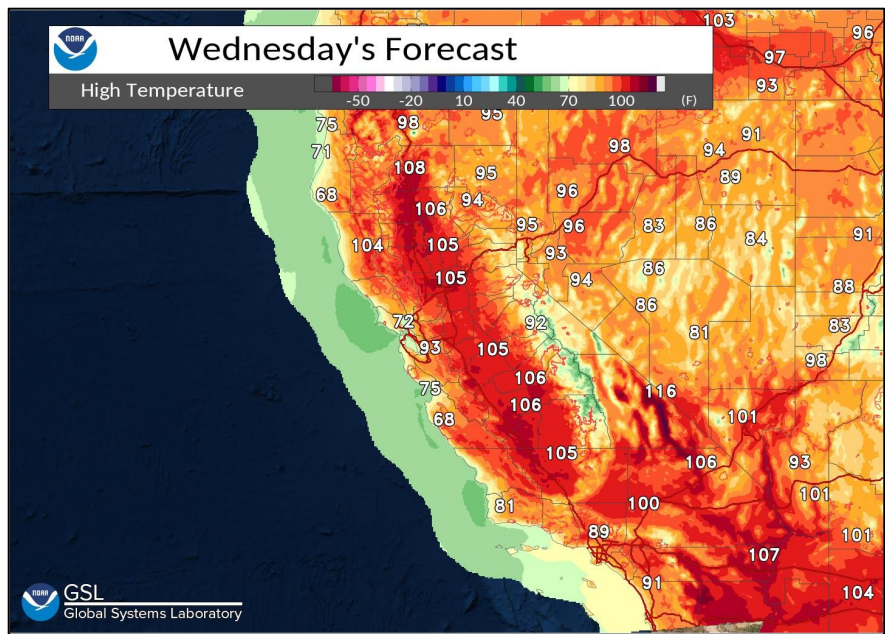 NOAA
Wednesday's Forecast
High Temperature
-50 -20 10 40 70 100 (F)
103
96
97
93
75 98 95
71 98 91
94
108 95 89
68 96
106 94
95 96 83 86
104 105 93 84 91
105 94 86
86 88
72 92 81 83
93 105 98
75 106 116
68 106 101
105 106 93
81 100 101
89 101
107
91 104
NOAA
GSL
Global Systems Laboratory